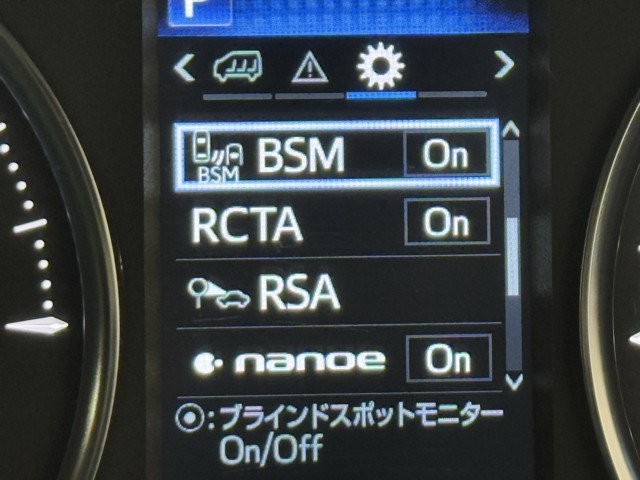 P
BSM BSM On
RCTA On
RSA
nanoe On
⦿:ブラインドスポットモニター
On/Off